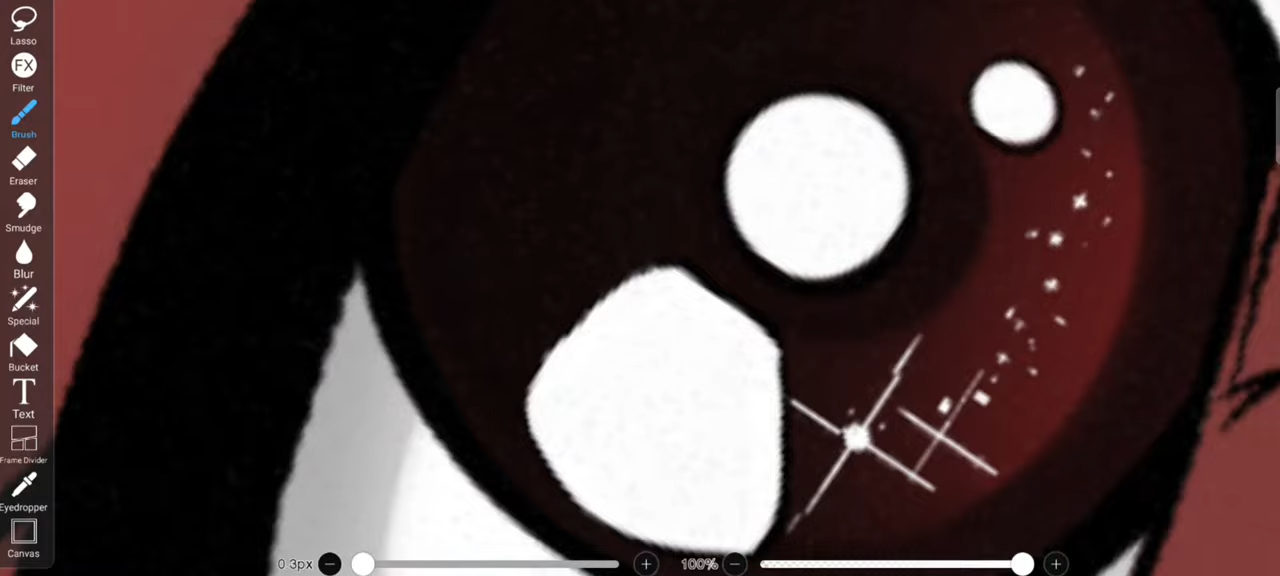 Lasso
FX
Filter
Brush
Eraser
Smudge
Blur
Special
Bucket
T
Text
Frame Divider
Eyedropper
Canvas
0.3px
100%